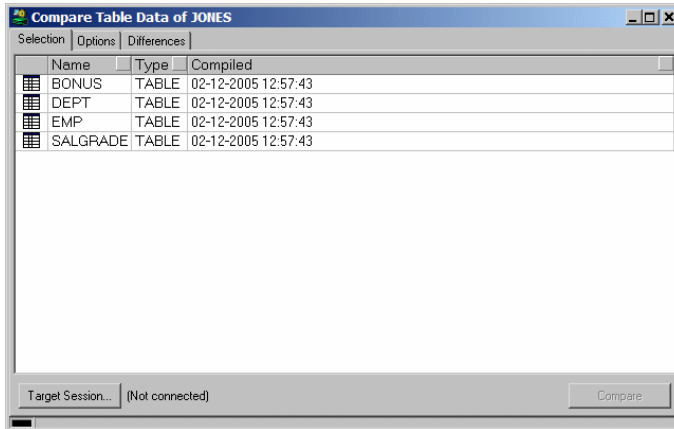 Compare Table Data of JONES
Selection Options Differences
Name Type Compiled
BONUS TABLE 02-12-2005 12:57:43
DEPT TABLE 02-12-2005 12:57:43
EMP TABLE 02-12-2005 12:57:43
SALGRADE TABLE 02-12-2005 12:57:43
Target Session... (Not connected) Compare